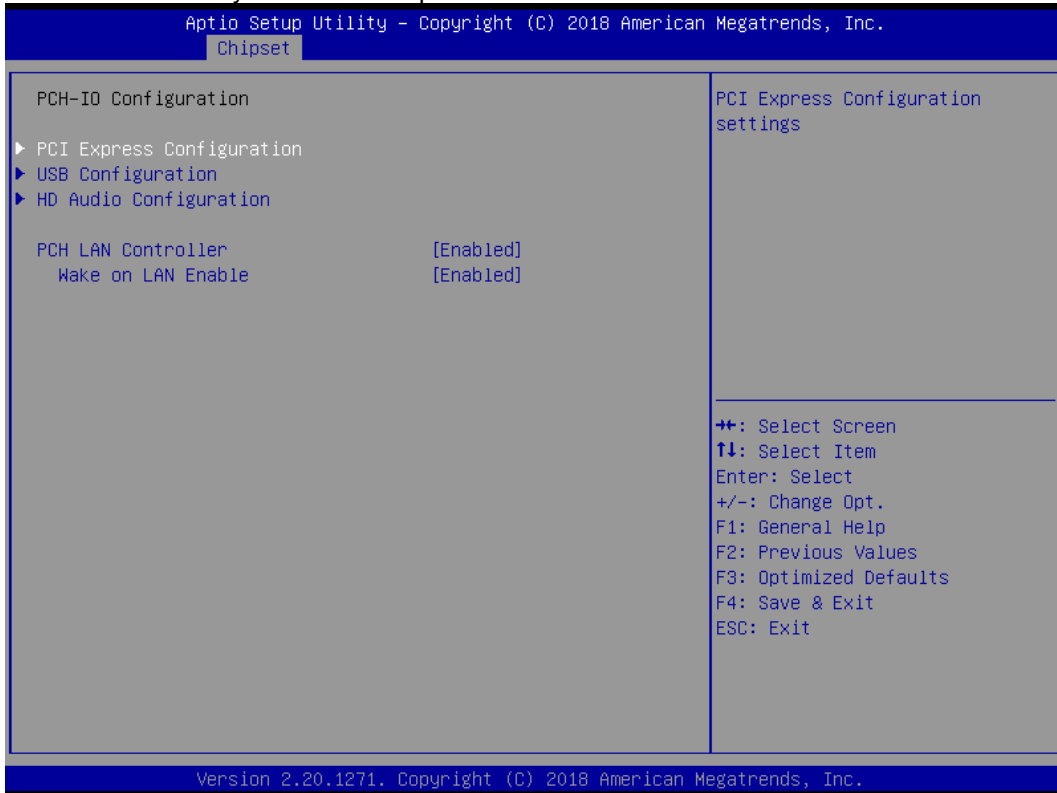 Aptio Setup Utility – Copyright (C) 2018 American Megatrends, Inc.
Chipset
PCH-IO Configuration
▶ PCI Express Configuration
▶ USB Configuration
▶ HD Audio Configuration
PCH LAN Controller [Enabled]
Wake on LAN Enable [Enabled]
PCI Express Configuration
settings
→←: Select Screen
↑↓: Select Item
Enter: Select
+/-: Change Opt.
F1: General Help
F2: Previous Values
F3: Optimized Defaults
F4: Save & Exit
ESC: Exit
Version 2.20.1271. Copyright (C) 2018 American Megatrends, Inc.